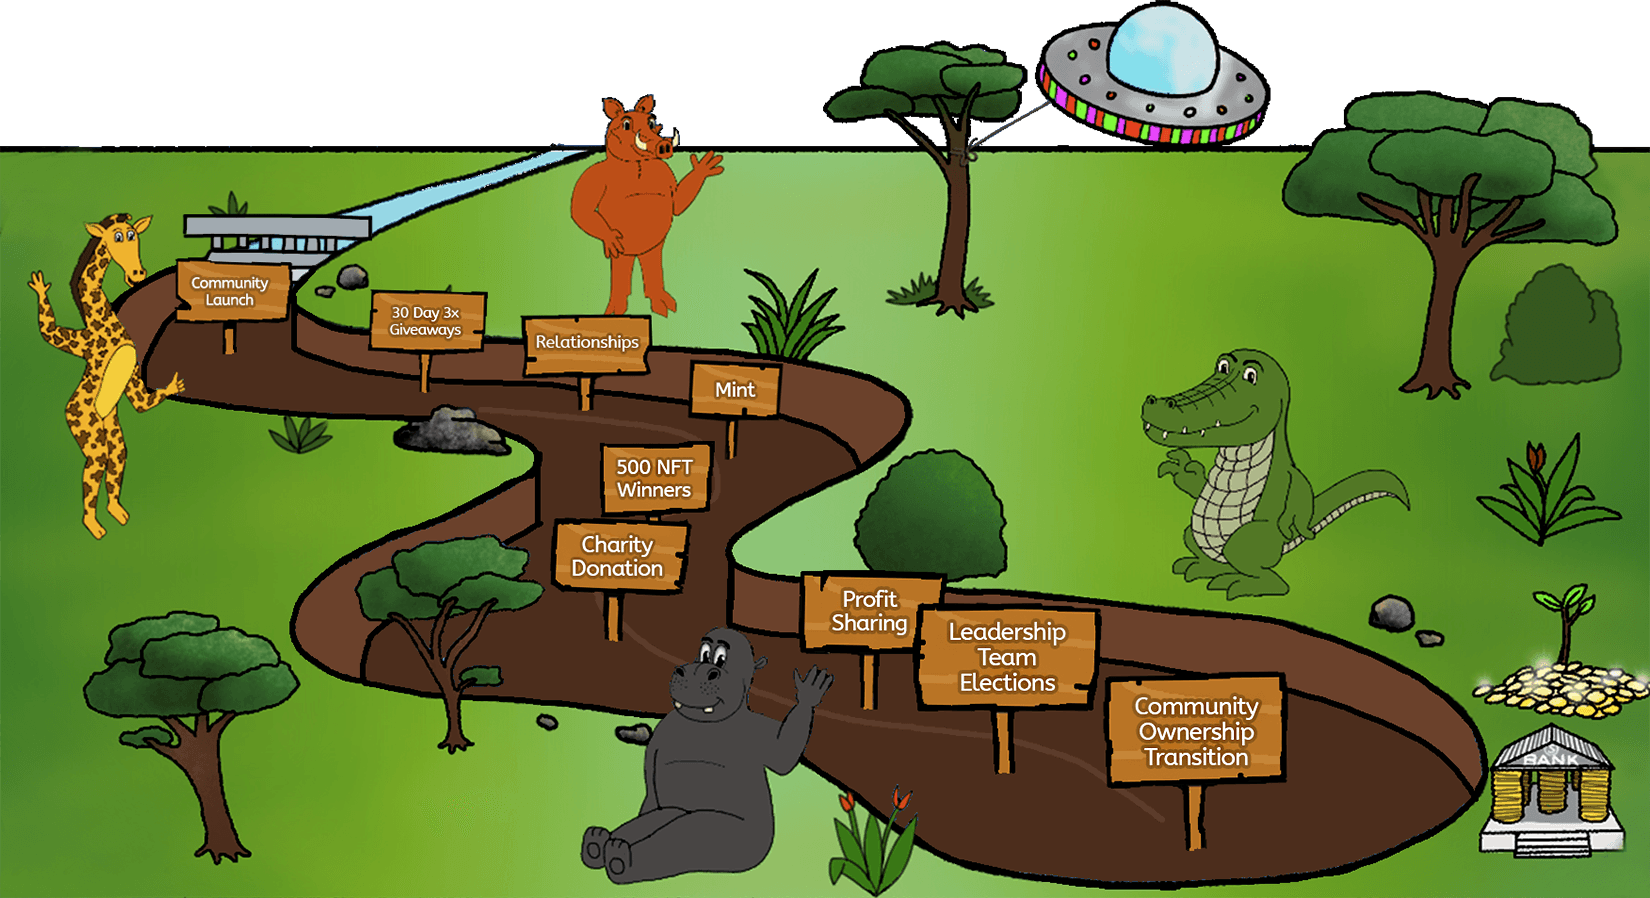 Community
Launch
30 Day 3x
Giveaways
Relationships
Mint
500 NFT
Winners
Charity
Donation
Profit
Sharing
Leadership
Team
Elections
Community
Ownership
Transition
$
BANK